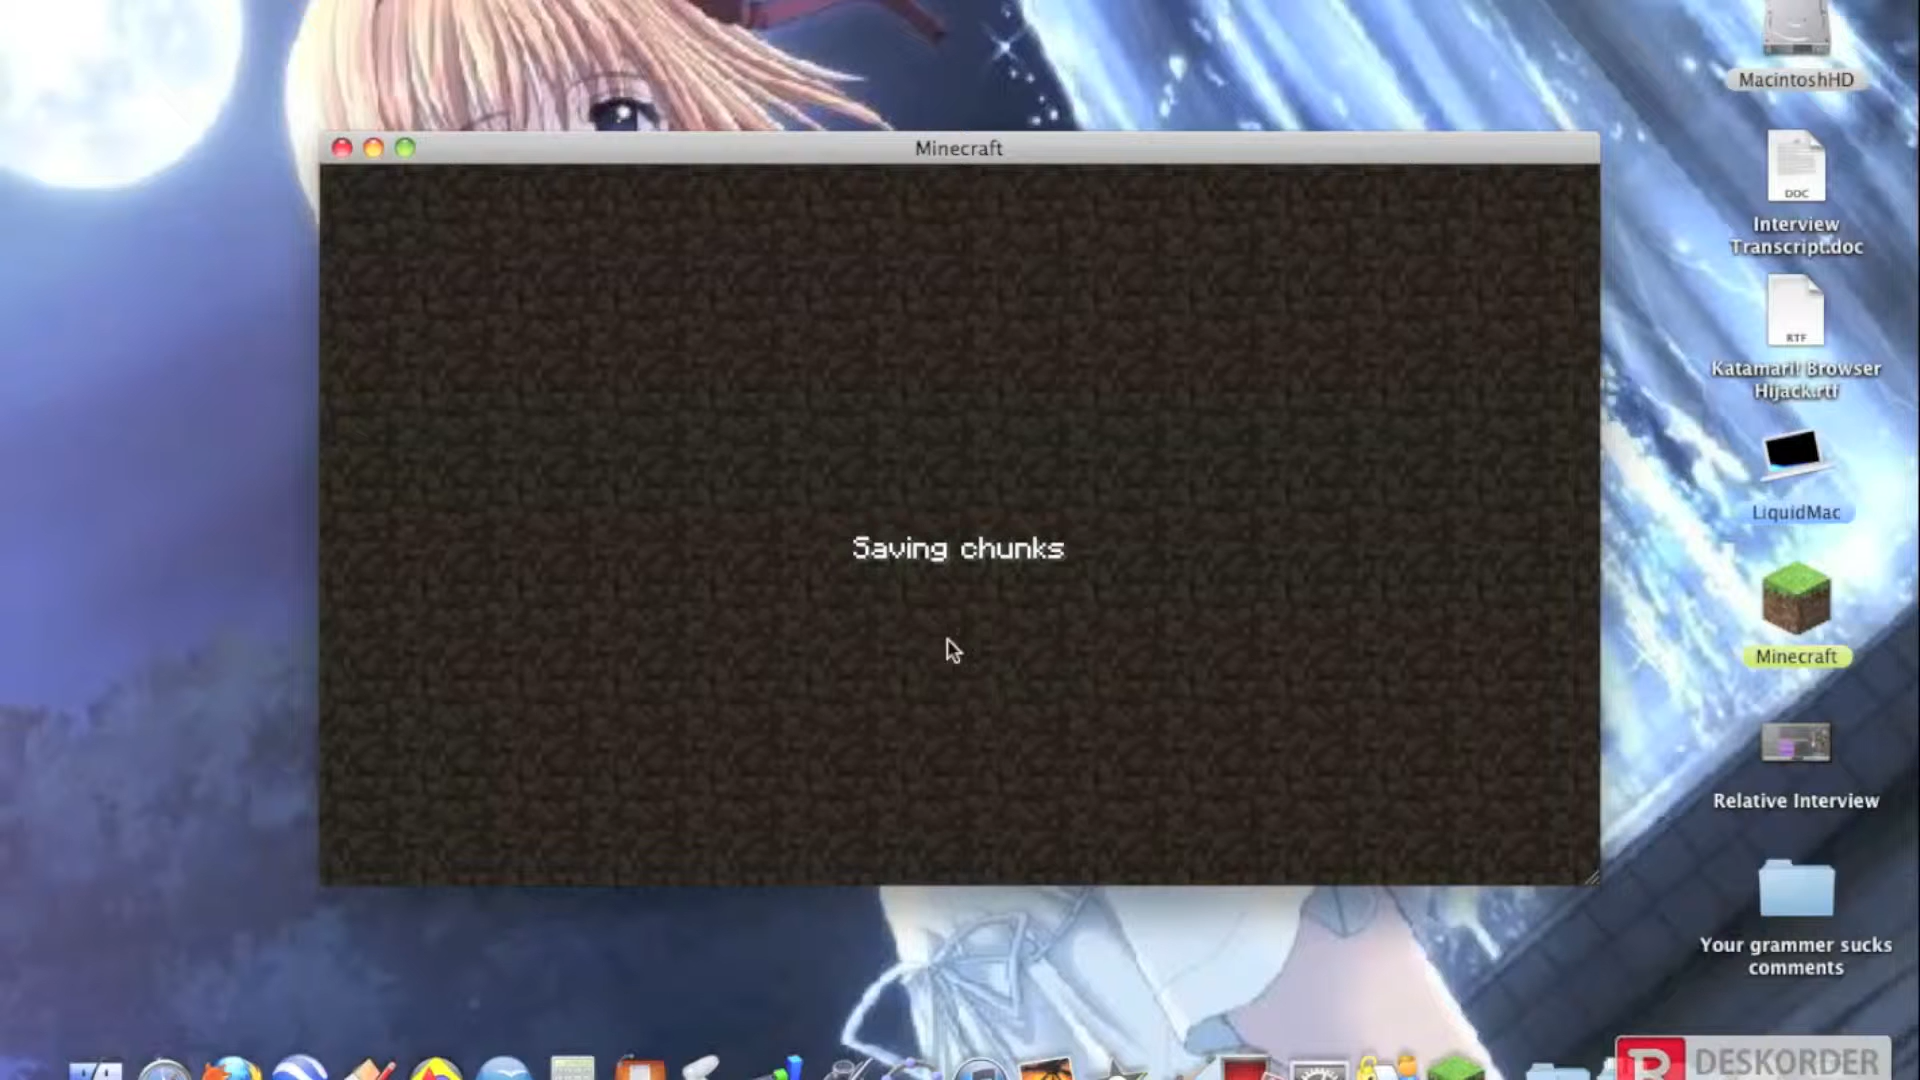 MacintoshHD
Minecraft
DOC
Interview
Transcript.doc
RTF
Katamari! Browser
Hijack.rtf
LiquidMac
Saving chunks
Minecraft
Relative Interview
Your grammer sucks
comments
DESKORDER